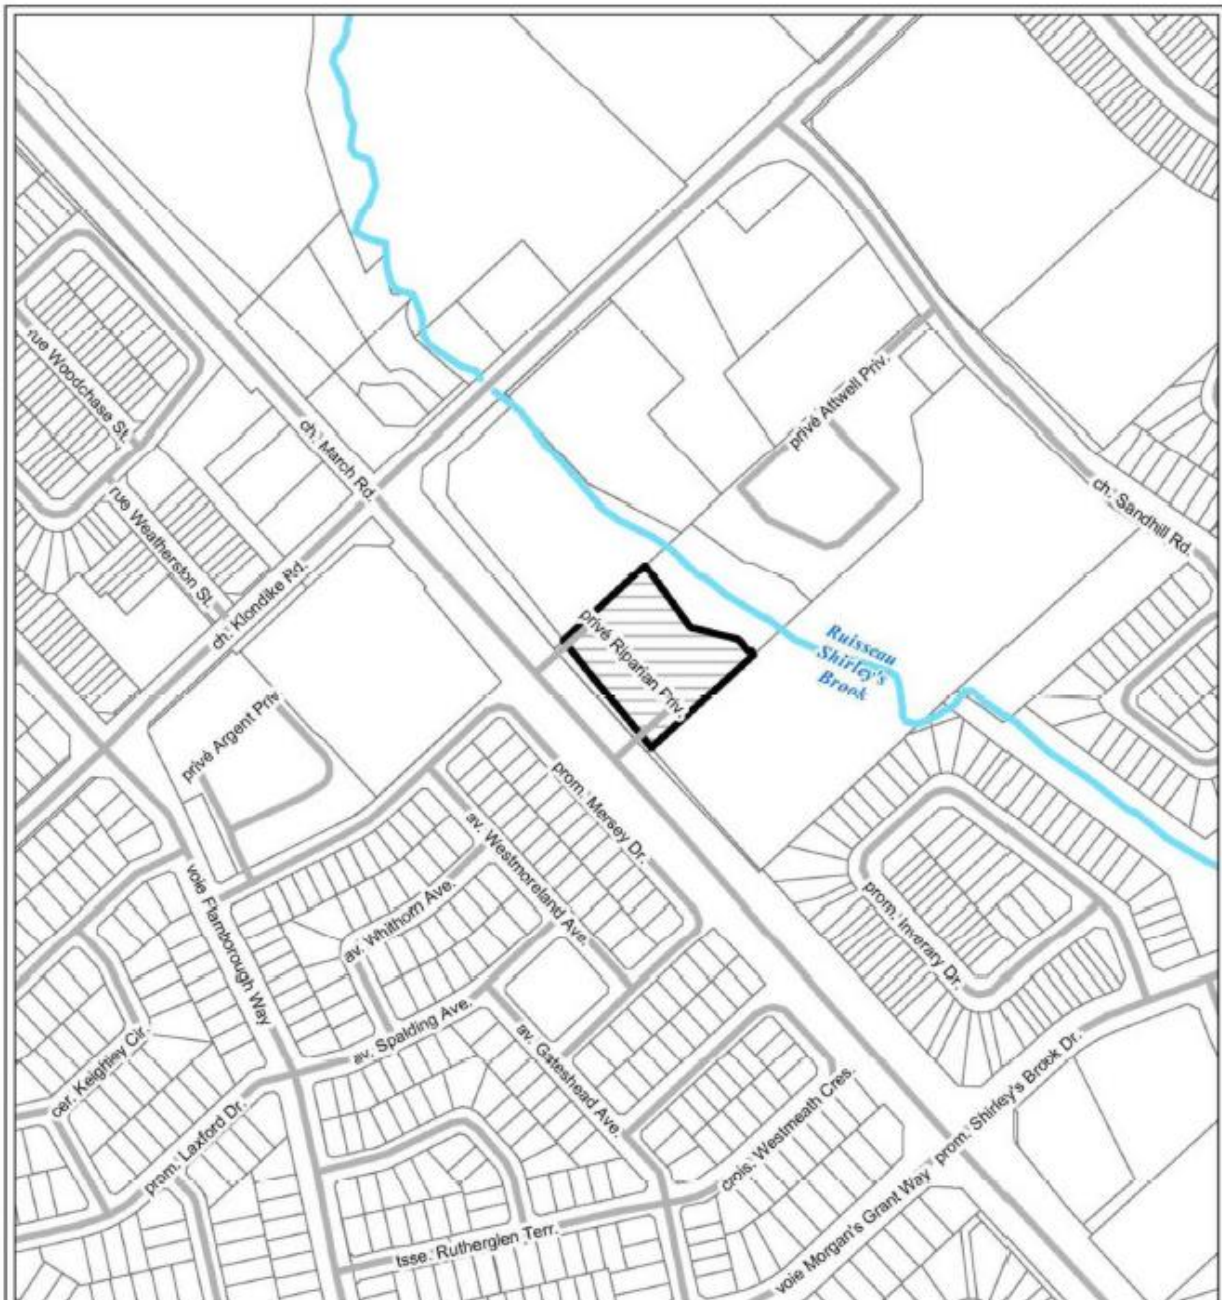 rue Woodchase St.
ch. March Rd.
privé Attwell Priv.
rue Weatherston St.
ch. Sandhill Rd.
ch. Klondike Rd.
privé Riparian Priv.
Ruisseau
Shirley's
Brook
privé Argent Priv.
prom. Mersey Dr.
av. Westmoreland Ave.
voie Flamborough Way
av. Whithorn Ave.
prom. Inverary Dr.
cer. Keighley Cir.
av. Spalding Ave.
av. Gateshead Ave.
prom. Shirley's Brook Dr.
prom. Laxford Dr.
crois. Westmeath Cres.
voie Morgan's Grant Way
tsse. Rutherglen Terr.